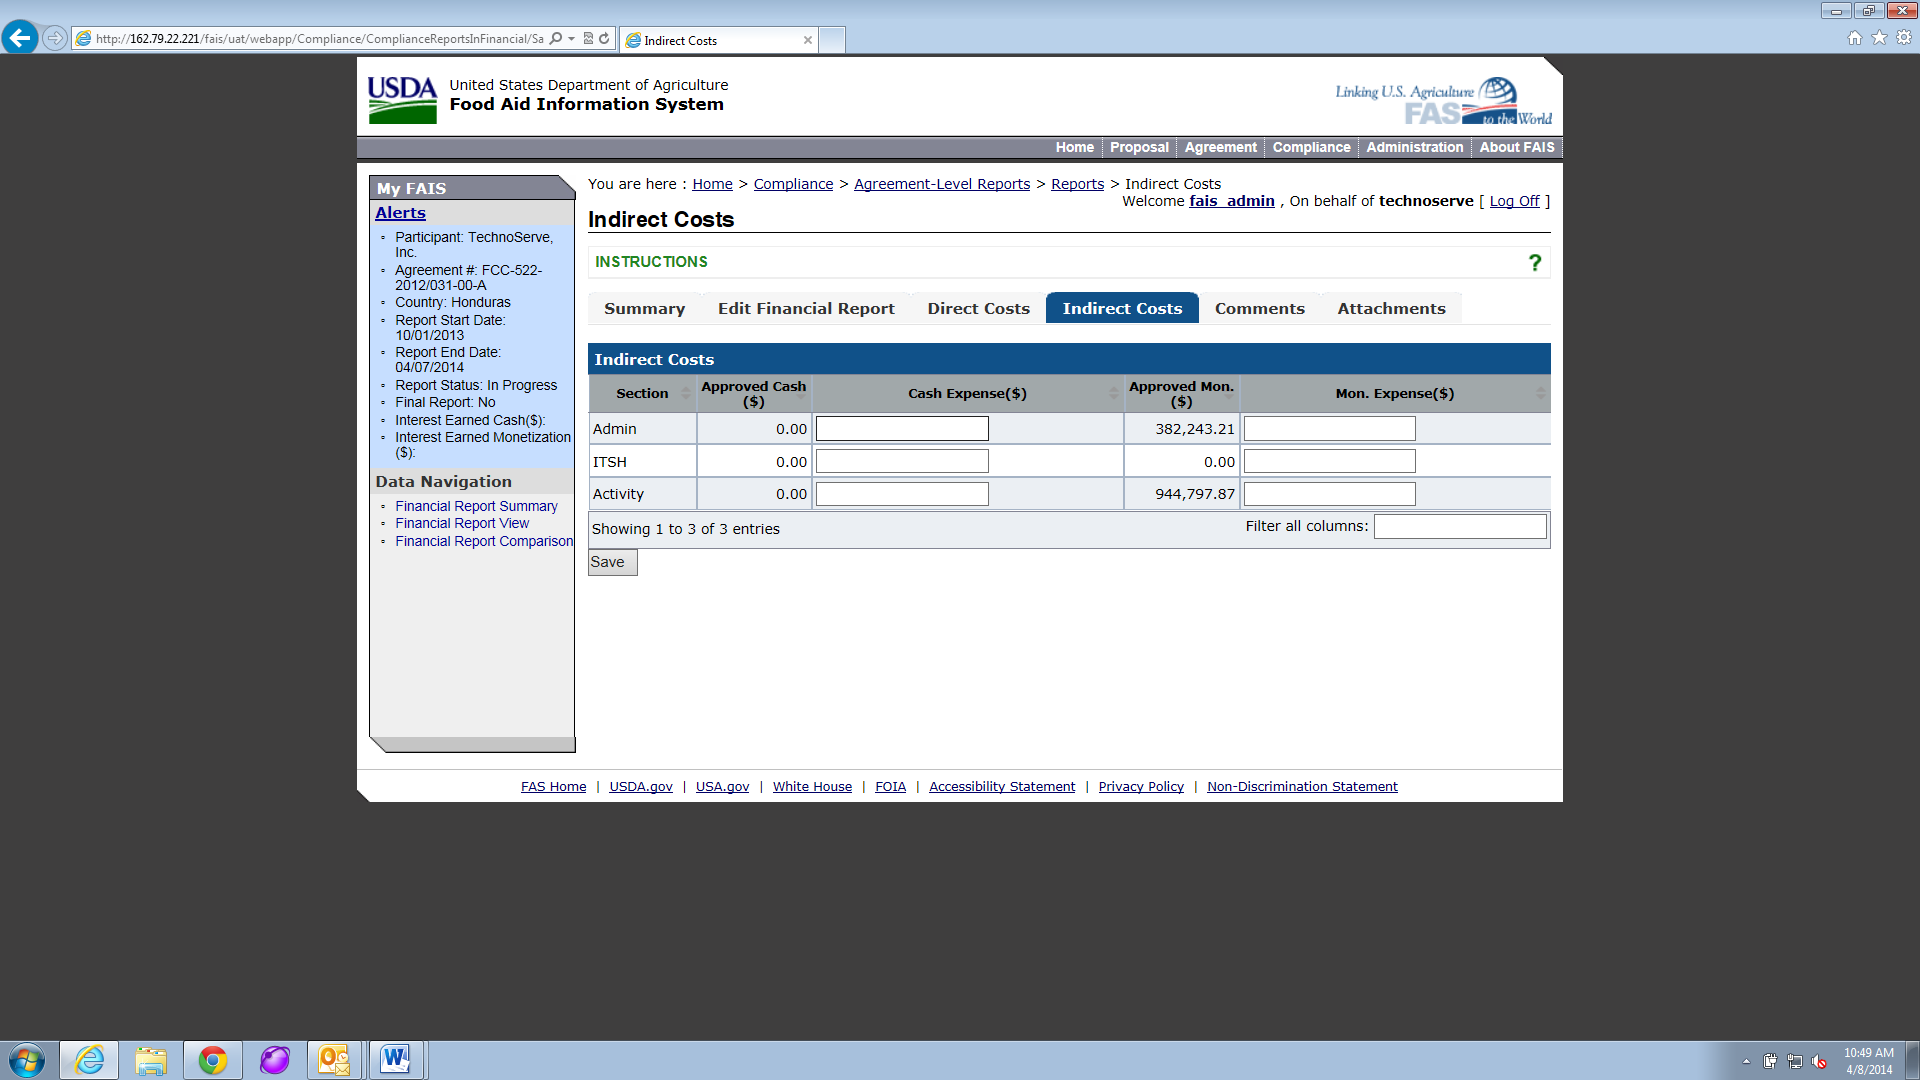 http://162.79.22.221/fais/uat/webapp/Compliance/ComplianceReportsInFinancial/Sa
Indirect Costs
USDA
United States Department of Agriculture
Food Aid Information System
Linking U.S. Agriculture
FAS
to the World
Home
Proposal
Agreement
Compliance
Administration
About FAIS
My FAIS
Alerts
Participant: TechnoServe,
Inc.
Agreement #: FCC-522-
2012/031-00-A
Country: Honduras
Report Start Date:
10/01/2013
Report End Date:
04/07/2014
Report Status: In Progress
Final Report: No
Interest Earned Cash($):
Interest Earned Monetization
($):
Data Navigation
Financial Report Summary
Financial Report View
Financial Report Comparison
You are here : Home > Compliance > Agreement-Level Reports > Reports > Indirect Costs
Welcome fais_admin , On behalf of technoserve [ Log Off ]
Indirect Costs
INSTRUCTIONS
?
Summary
Edit Financial Report
Direct Costs
Indirect Costs
Comments
Attachments
Indirect Costs
Section
Approved Cash
($)
Cash Expense($)
Approved Mon.
($)
Mon. Expense($)
Admin 0.00 382,243.21
ITSH 0.00 0.00
Activity 0.00 944,797.87
Showing 1 to 3 of 3 entries
Filter all columns:
Save
FAS Home | USDA.gov | USA.gov | White House | FOIA | Accessibility Statement | Privacy Policy | Non-Discrimination Statement
10:49 AM
4/8/2014